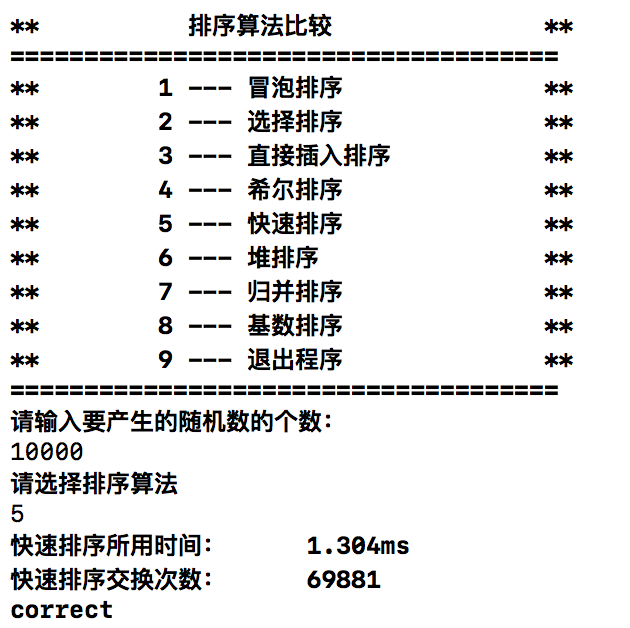 **          排序算法比较               **
=====================================
**        1 --- 冒泡排序              **
**        2 --- 选择排序              **
**        3 --- 直接插入排序           **
**        4 --- 希尔排序              **
**        5 --- 快速排序              **
**        6 --- 堆排序                **
**        7 --- 归并排序              **
**        8 --- 基数排序              **
**        9 --- 退出程序              **
=====================================
请输入要产生的随机数的个数:
10000
请选择排序算法
5
快速排序所用时间:      1.304ms
快速排序交换次数:      69881
correct